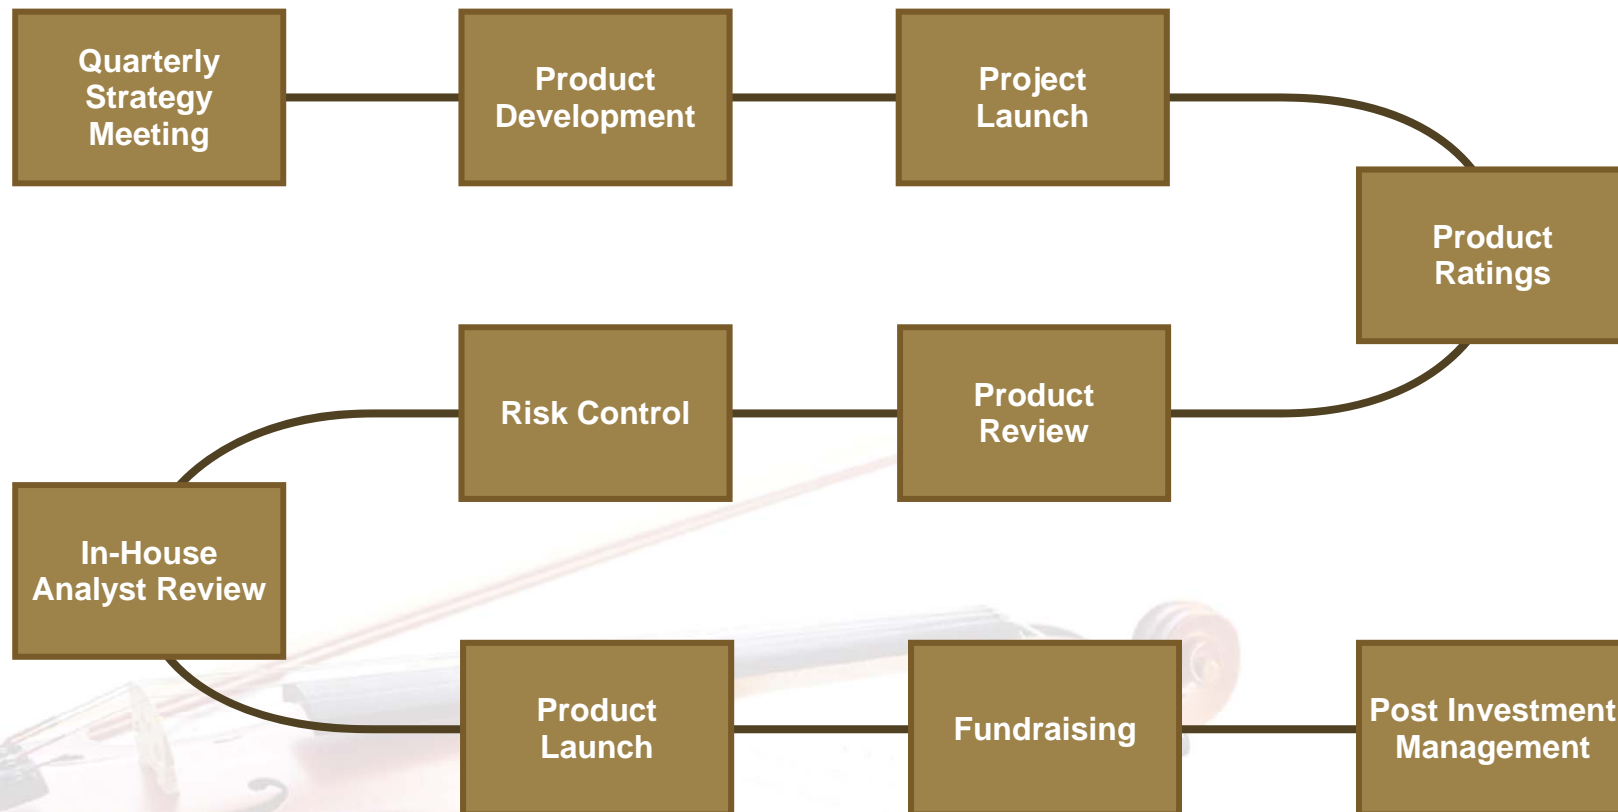 Quarterly
Strategy
Meeting
Product
Development
Project
Launch
Product
Ratings
Product
Review
Risk Control
In-House
Analyst Review
Product
Launch
Fundraising
Post Investment
Management